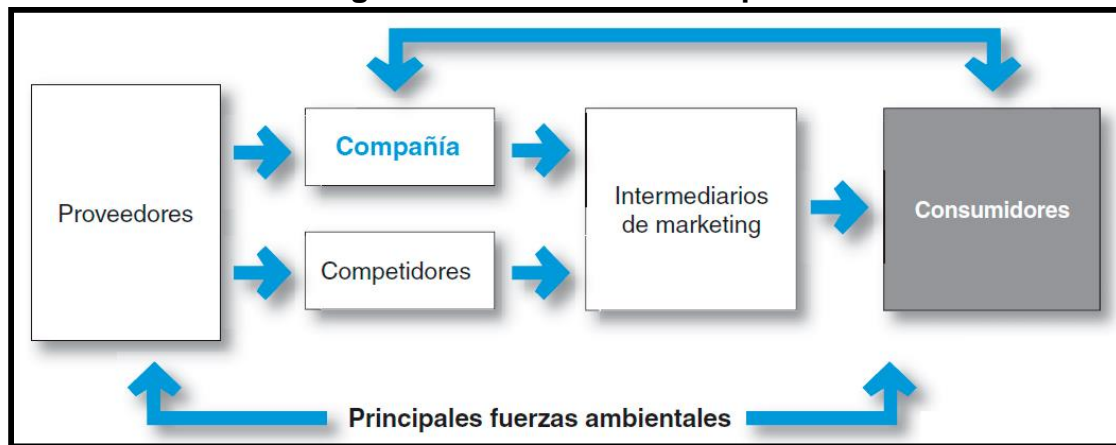 Proveedores
Compañía
Competidores
Intermediarios
de marketing
Consumidores
Principales fuerzas ambientales